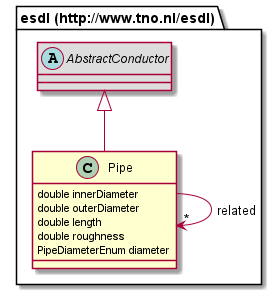 esdl (http://www.tno.nl/esdl)
A AbstractConductor
C Pipe
double innerDiameter
double outerDiameter
double length
double roughness
PipeDiameterEnum diameter
related
*